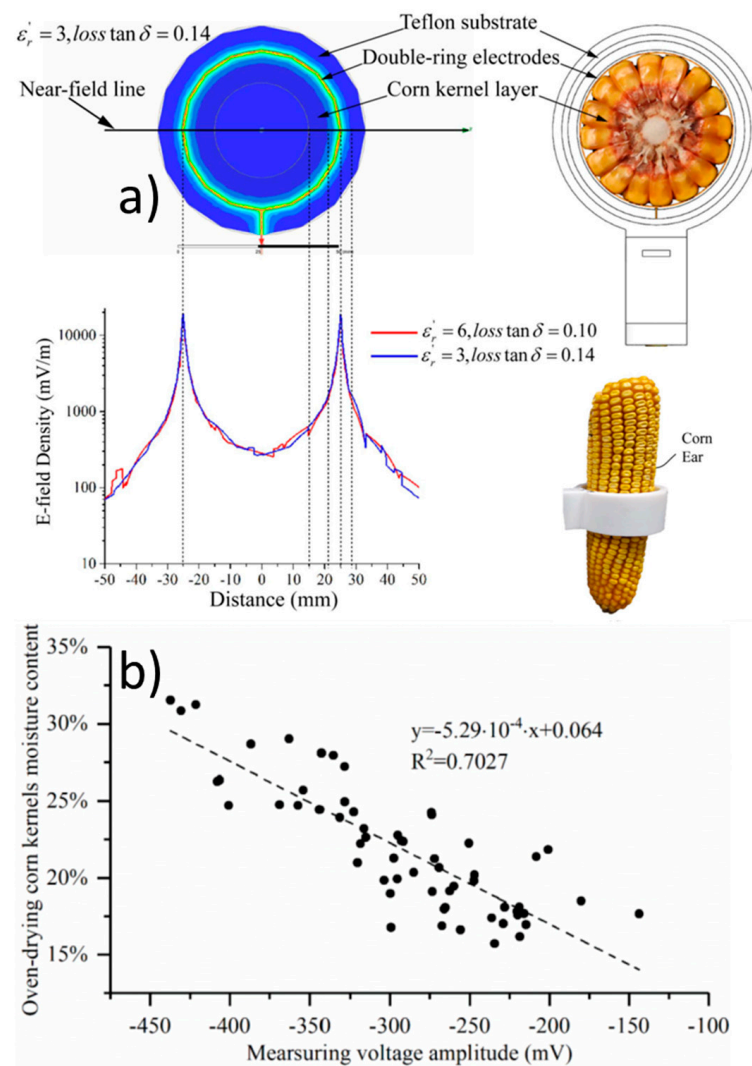 ε'r = 3, loss tan δ = 0.14
Near-field line
Teflon substrate
Double-ring electrodes
Corn kernel layer
a)
E-field Density (mV/m)
10000
1000
100
10
-50 -40 -30 -20 -10 0 10 20 30 40 50
Distance (mm)
ε'r = 6, loss tan δ = 0.10
ε'r = 3, loss tan δ = 0.14
Corn
Ear
b)
Oven-drying corn kernels moisture content
35%
30%
25%
20%
15%
y=-5.29·10-4·x+0.064
R2=0.7027
-450 -400 -350 -300 -250 -200 -150 -100
Mearsuring voltage amplitude (mV)